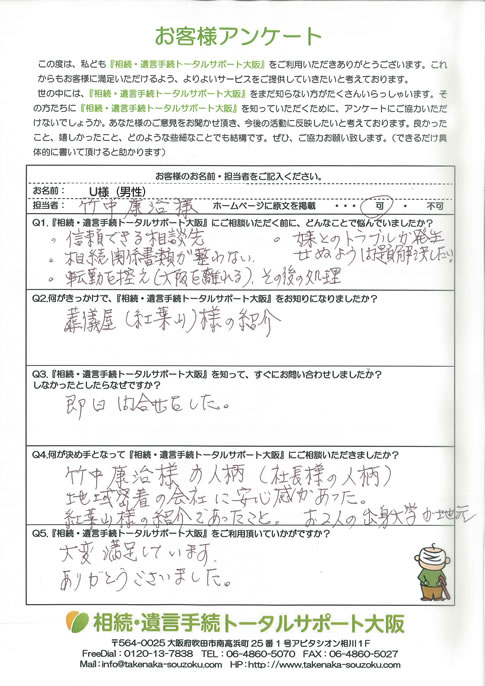 お客様アンケート
この度は、私ども『相続・遺言手続トータルサポート大阪』をご利用いただきありがとうございます。これ
からもお客様に満足いただけるよう、よりよいサービスをご提供していきたいと考えております。
世の中には、『相続・遺言手続トータルサポート大阪』をまだ知らない方がたくさんいらっしゃいます。そ
の方たちに『相続・遺言手続トータルサポート大阪』を知っていただくために、アンケートにご協力いただ
けないでしょうか。あなた様のご意見をお聞かせ頂き、今後の活動に反映したいと考えております。良かった
こと、嬉しかったこと、どのような些細なことでも結構です。ぜひ、ご協力お願い致します。(できるだけ具
体的に書いて頂けると助かります)
お客様のお名前・担当者をご記入ください。
お名前: U様(男性)
担当者: 竹中康治様 ホームページに原文を掲載 ・・・ 可 ・ 不可
Q1.『相続・遺言手続トータルサポート大阪』にご相談いただく前に、どんなことで悩んでいましたか?
。信頼できる相談先
。相続関係書類が整わない。
。転勤を控え(大阪を離れる)、その後の処理
。妹とのトラブルが発生
せぬよう解決したい。
Q2.何がきっかけで、『相続・遺言手続トータルサポート大阪』をお知りになりましたか?
葬儀屋(紅葉山)様の紹介
Q3.『相続・遺言手続トータルサポート大阪』を知って、すぐにお問い合わせしましたか?
しなかったとしたらなぜですか?
即日問合せをした。
Q4.何が決め手となって『相続・遺言手続トータルサポート大阪』にご相談いただきましたか?
竹中康治様の人柄(社長様の人柄)
地域密着の会社に安心感があった。
紅葉山様の紹介であったこと。お2人の出身大学が地元
Q5.『相続・遺言手続トータルサポート大阪』をご利用頂いていかがですか?
大変満足しています.
ありがとうございました。
相続・遺言手続トータルサポート大阪
〒564-0025大阪府吹田市南高浜町25番1号アビタシオン相川1F
FreeDial:0120-13-7838 TEL:06-4860-5070 FAX:06-4860-5027
Mail:info@takenaka-souzoku.com HP:http://www.takenaka-souzoku.com